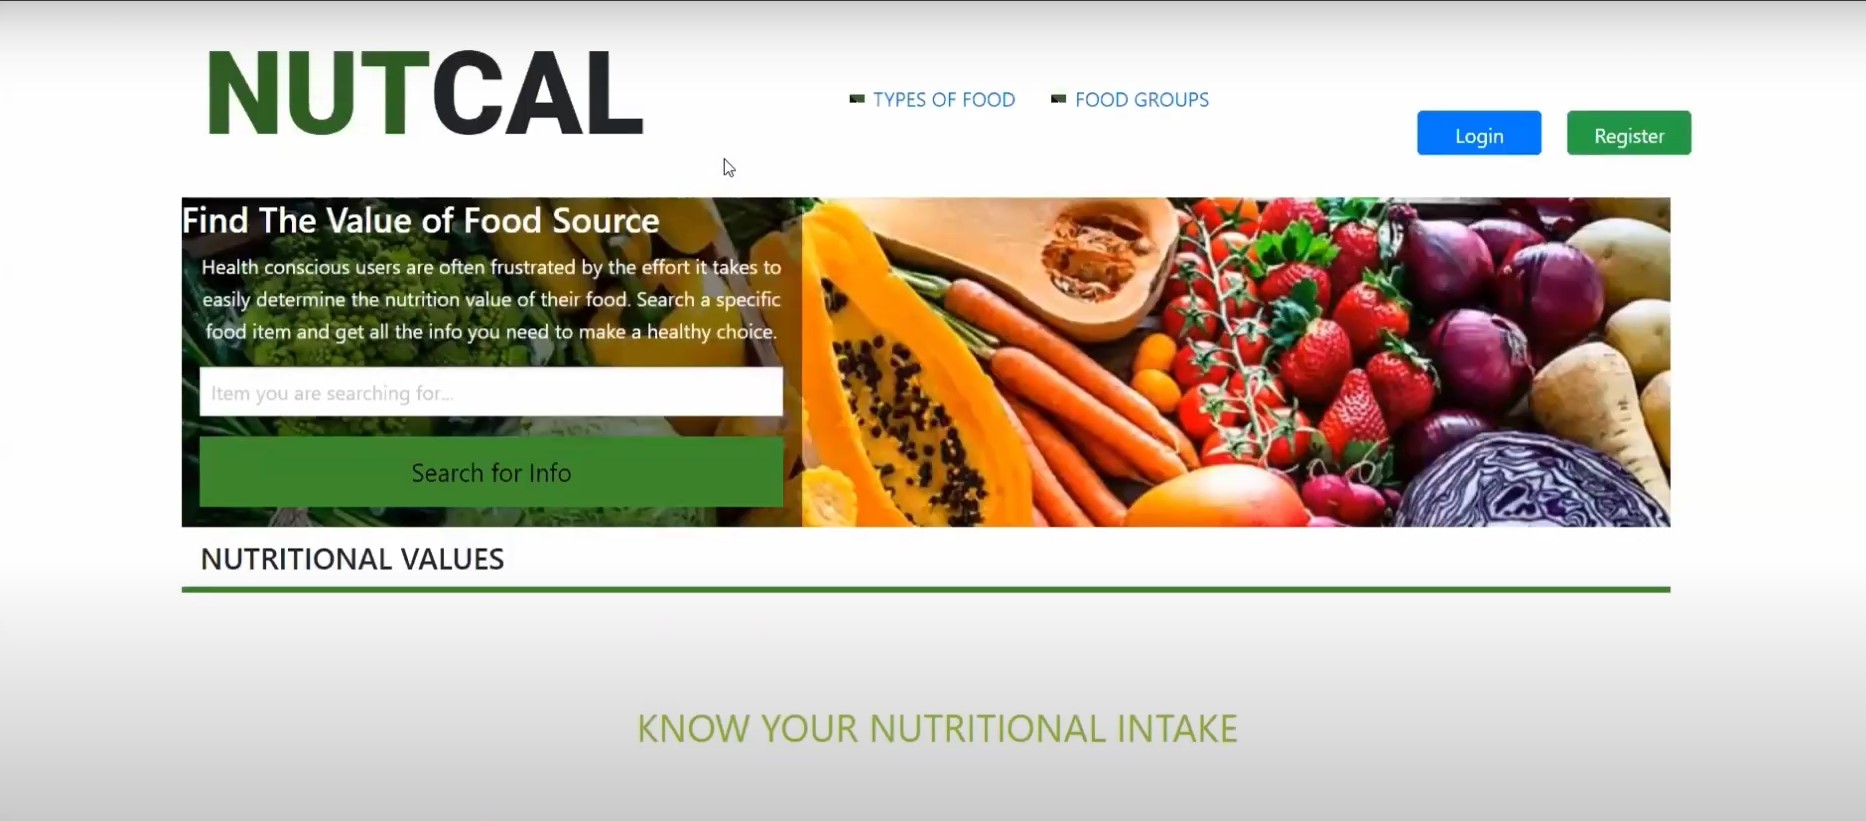 NUTCAL
TYPES OF FOOD
FOOD GROUPS
Login
Register
Find The Value of Food Source
Health conscious users are often frustrated by the effort it takes to
easily determine the nutrition value of their food. Search a specific
food item and get all the info you need to make a healthy choice.
Item you are searching for...
Search for Info
NUTRITIONAL VALUES
KNOW YOUR NUTRITIONAL INTAKE